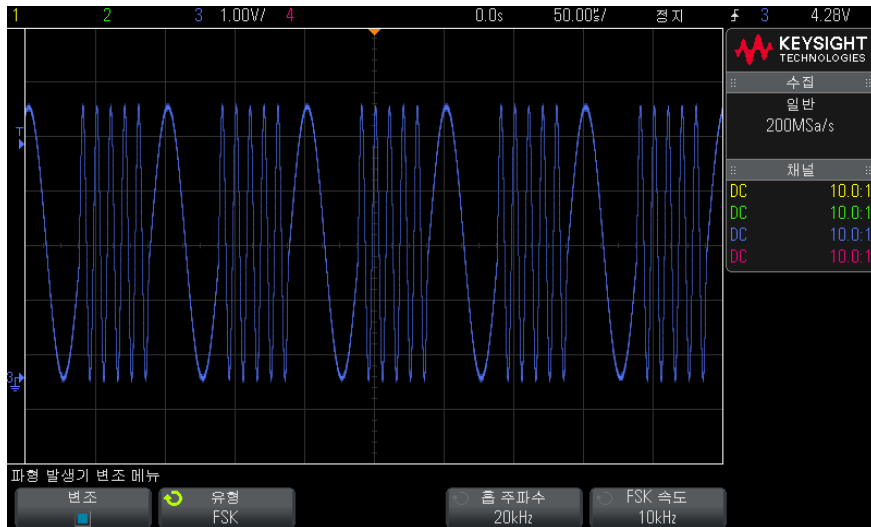 1 2 3 1.00V/ 4 0.0s 50.00㎲/ 정지 3 4.28V
KEYSIGHT
TECHNOLOGIES
수집
일반
200MSa/s
채널
DC 10.0:1
DC 10.0:1
DC 10.0:1
DC 10.0:1
T
3
파형 발생기 변조 메뉴
변조
유형
FSK
홉 주파수
20kHz
FSK 속도
10kHz